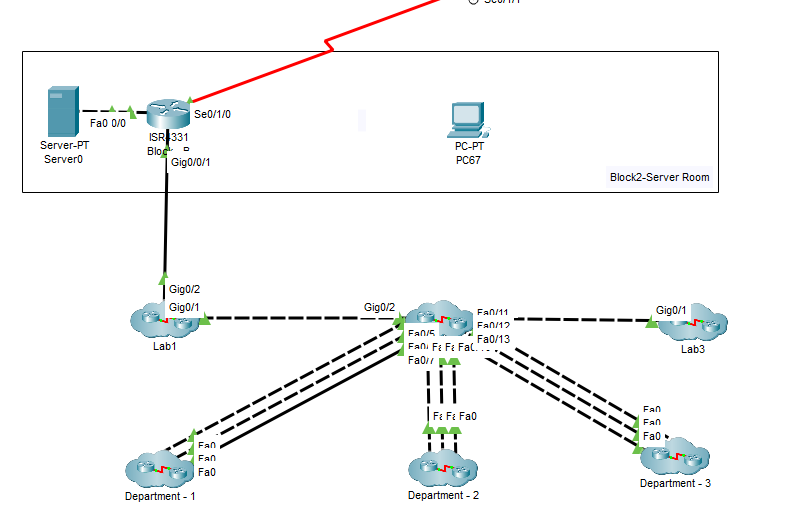 Se0/1/1
Fa0 0/0
Se0/1/0
ISR4331
Server-PT
Server0
Gig0/0/1
PC-PT
PC67
Block2-Server Room
Gig0/2
Gig0/1
Lab1
Gig0/2
Fa0/11
Fa0/12
Fa0/13
Fa0/5
Fa0/7
Gig0/1
Lab3
Fa0
Fa0
Fa0
Department - 1
Fa0
Department - 2
Fa0
Fa0
Fa0
Department - 3